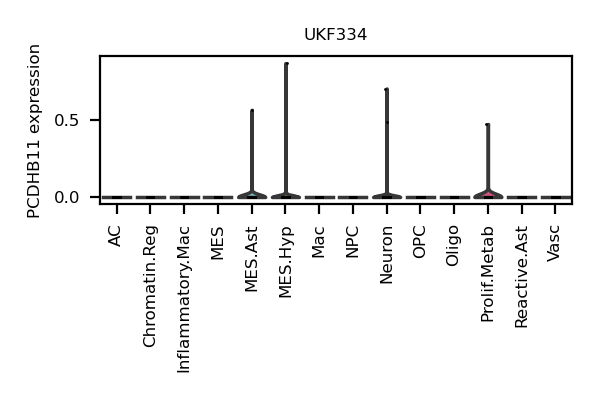 UKF334
PCDHB11 expression
0.5
0.0
AC
Chromatin.Reg
Inflammatory.Mac
MES
MES.Ast
MES.Hyp
Mac
NPC
Neuron
OPC
Oligo
Prolif.Metab
Reactive.Ast
Vasc